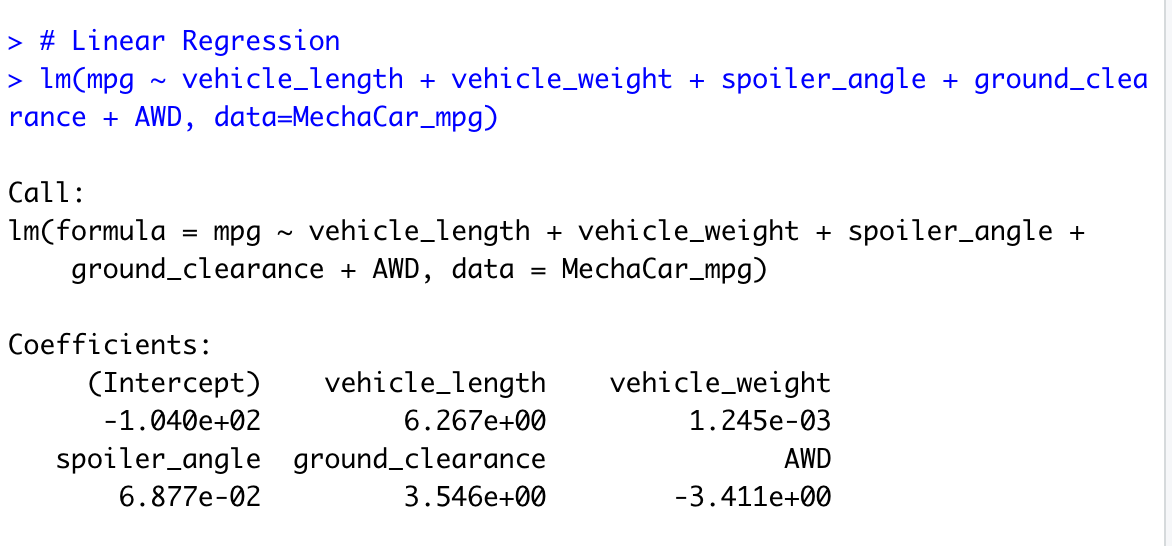 > # Linear Regression
> lm(mpg ~ vehicle_length + vehicle_weight + spoiler_angle + ground_clea
rance + AWD, data=MechaCar_mpg)
Call:
lm(formula = mpg ~ vehicle_length + vehicle_weight + spoiler_angle +
    ground_clearance + AWD, data = MechaCar_mpg)
Coefficients:
     (Intercept)    vehicle_length    vehicle_weight
      -1.040e+02         6.267e+00         1.245e-03
   spoiler_angle  ground_clearance               AWD
       6.877e-02         3.546e+00        -3.411e+00